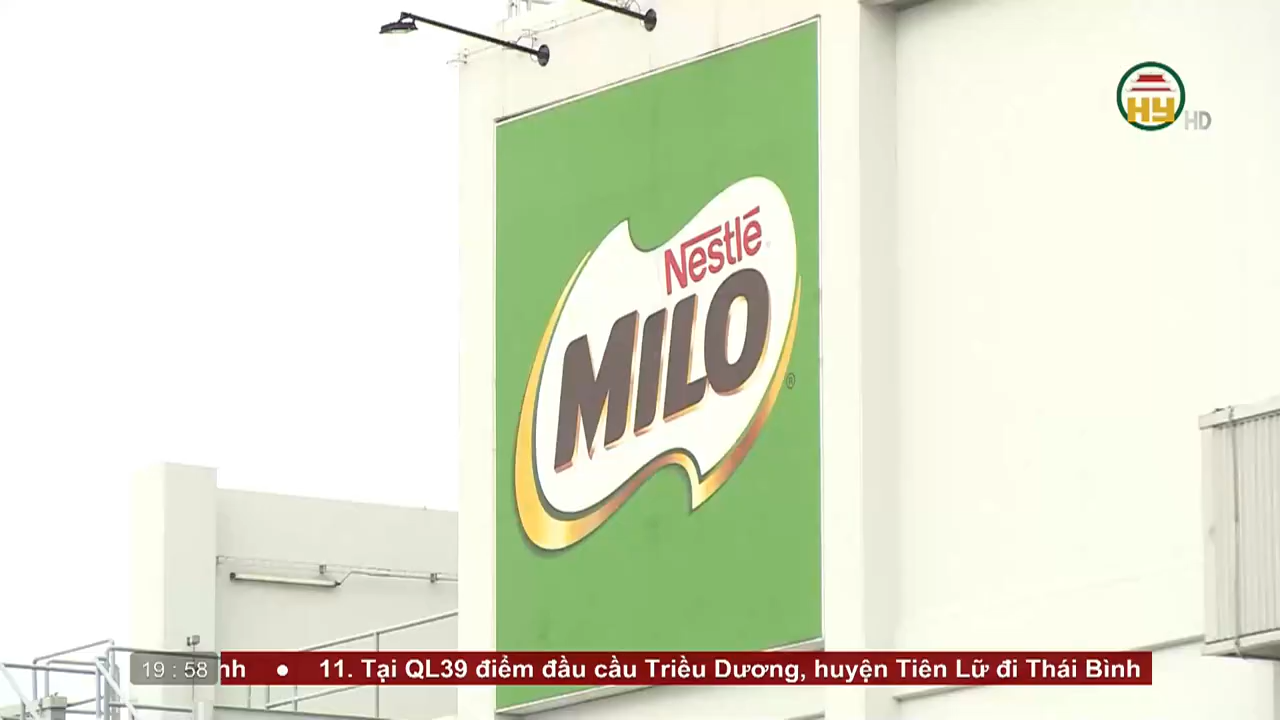 HY HD
Nestlé
MILO
®
19 : 58
nh • 11. Tại QL39 điểm đầu cầu Triều Dương, huyện Tiên Lữ đi Thái Bình